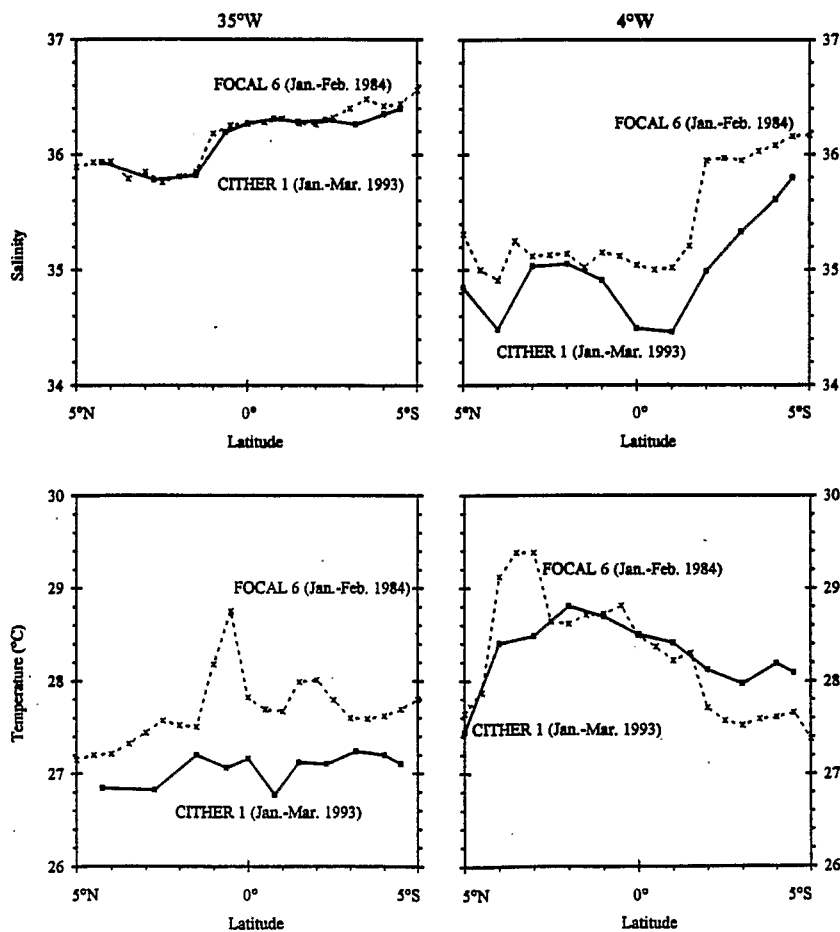 35°W
4°W
37
37
FOCAL 6 (Jan.-Feb. 1984)
FOCAL 6 (Jan.-Feb. 1984)
36
36
CITHER 1 (Jan.-Mar. 1993)
Salinity
35
35
CITHER 1 (Jan.-Mar. 1993)
34
34
5°N
0°
5°S
5°N
0°
5°S
Latitude
Latitude
30
30
29
29
FOCAL 6 (Jan.-Feb. 1984)
FOCAL 6 (Jan.-Feb. 1984)
28
28
Temperature (°C)
CITHER 1 (Jan.-Mar. 1993)
27
27
CITHER 1 (Jan.-Mar. 1993)
26
26
5°N
0°
5°S
5°N
0°
5°S
Latitude
Latitude